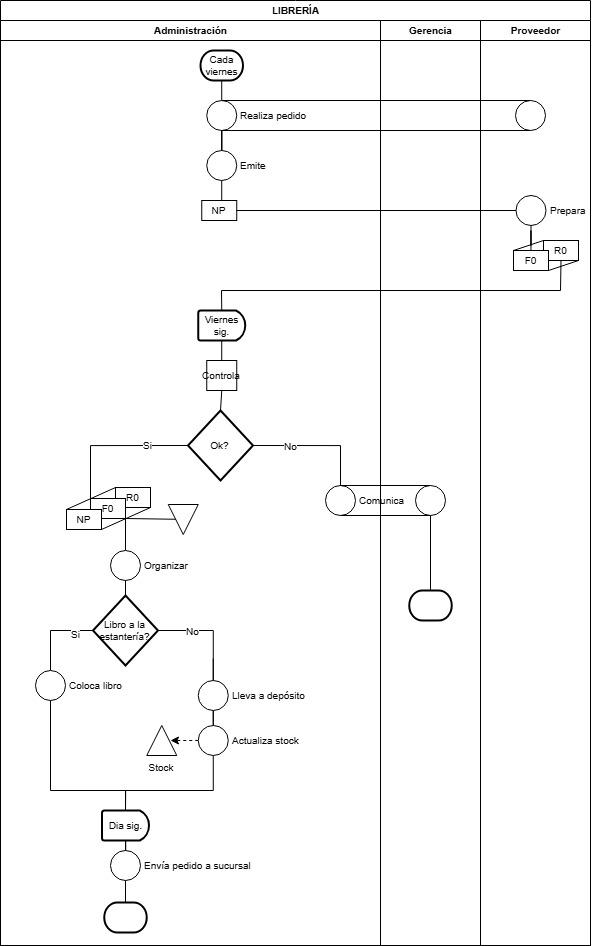 LIBRERÍA
Administración
Gerencia
Proveedor
Cada
viernes
Realiza pedido
Emite
NP
Prepara
R0
F0
Viernes
sig.
Controla
Ok?
Si
No
R0
F0
NP
Comunica
Organizar
Libro a la
estantería?
Si
No
Coloca libro
Lleva a depósito
Actualiza stock
Stock
Dia sig.
Envía pedido a sucursal